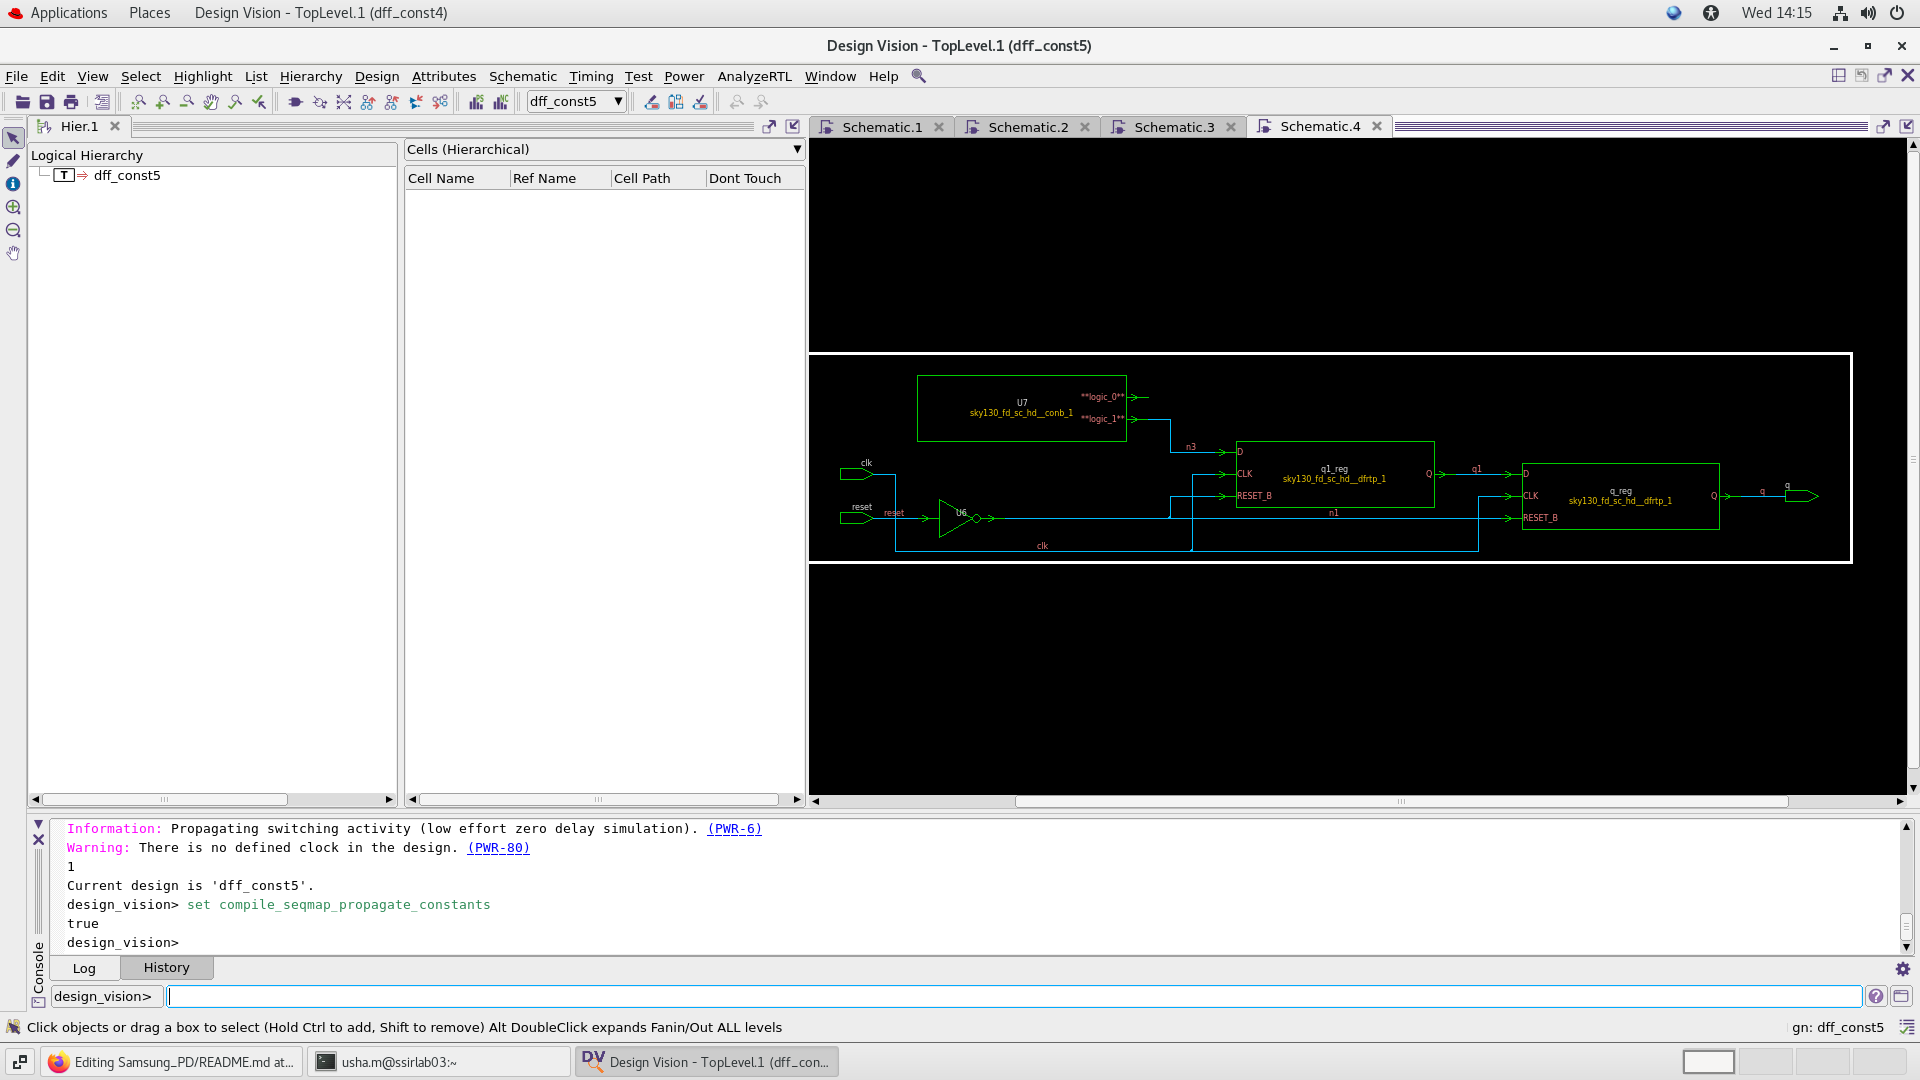 Applications Places Design Vision - TopLevel.1 (dff_const4) Wed 14:15
Design Vision - TopLevel.1 (dff_const5)
File Edit View Select Highlight List Hierarchy Design Attributes Schematic Timing Test Power AnalyzeRTL Window Help
dff_const5
Hier.1
Schematic.1 Schematic.2 Schematic.3 Schematic.4
Logical Hierarchy
T dff_const5
Cells (Hierarchical)
Cell Name Ref Name Cell Path Dont Touch
U7
sky130_fd_sc_hd__conb_1
**logic_0**
**logic_1**
n3
clk
reset
reset
U6
clk
D
CLK
RESET_B
q1_reg
sky130_fd_sc_hd__dfrtp_1
Q
q1
n1
D
CLK
RESET_B
q_reg
sky130_fd_sc_hd__dfrtp_1
Q
q
q
Information: Propagating switching activity (low effort zero delay simulation). (PWR-6)
Warning: There is no defined clock in the design. (PWR-80)
1
Current design is 'dff_const5'.
design_vision> set compile_seqmap_propagate_constants
true
design_vision>
Console
Log History
design_vision>
Click objects or drag a box to select (Hold Ctrl to add, Shift to remove) Alt DoubleClick expands Fanin/Out ALL levels
gn: dff_const5
Editing Samsung_PD/README.md at...
usha.m@ssirlab03:~
DV Design Vision - TopLevel.1 (dff_con...